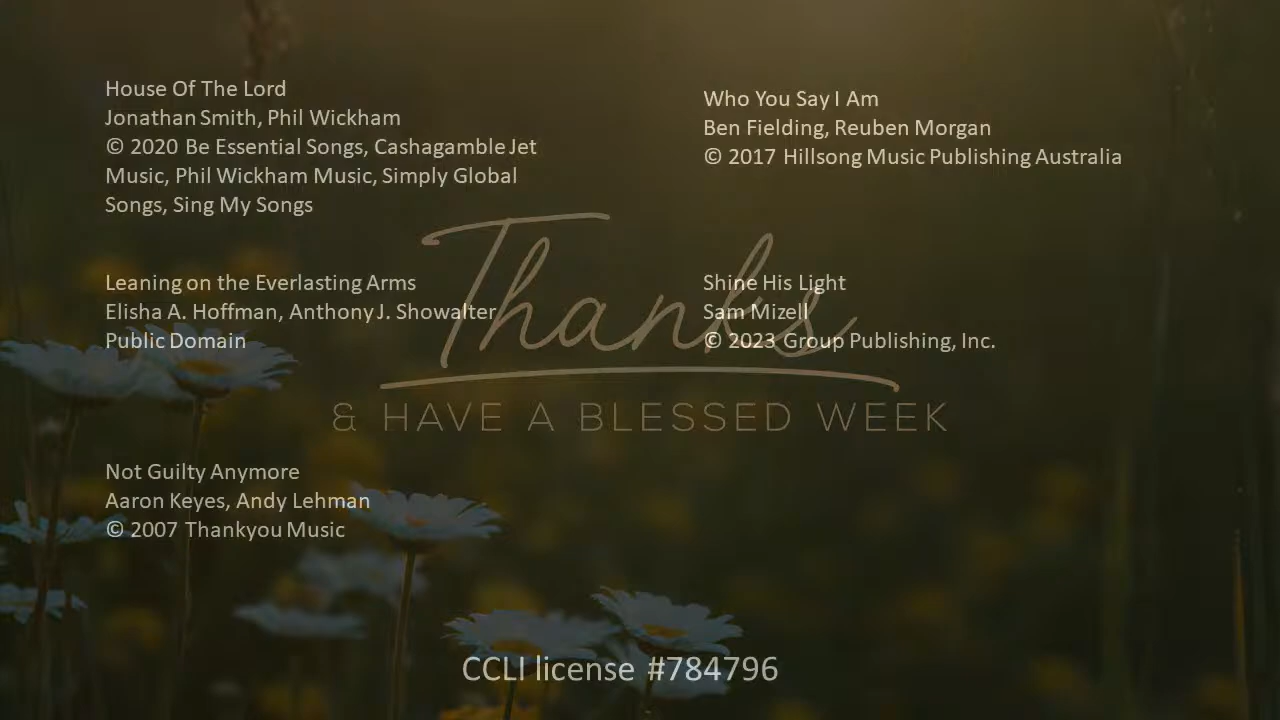 House Of The Lord
Jonathan Smith, Phil Wickham
© 2020 Be Essential Songs, Cashagamble Jet
Music, Phil Wickham Music, Simply Global
Songs, Sing My Songs
Who You Say I Am
Ben Fielding, Reuben Morgan
© 2017 Hillsong Music Publishing Australia
Leaning on the Everlasting Arms
Elisha A. Hoffman, Anthony J. Showalter
Public Domain
Shine His Light
Sam Mizell
© 2023 Group Publishing, Inc.
Thanks
& HAVE A BLESSED WEEK
Not Guilty Anymore
Aaron Keyes, Andy Lehman
© 2007 Thankyou Music
CCLI license #784796